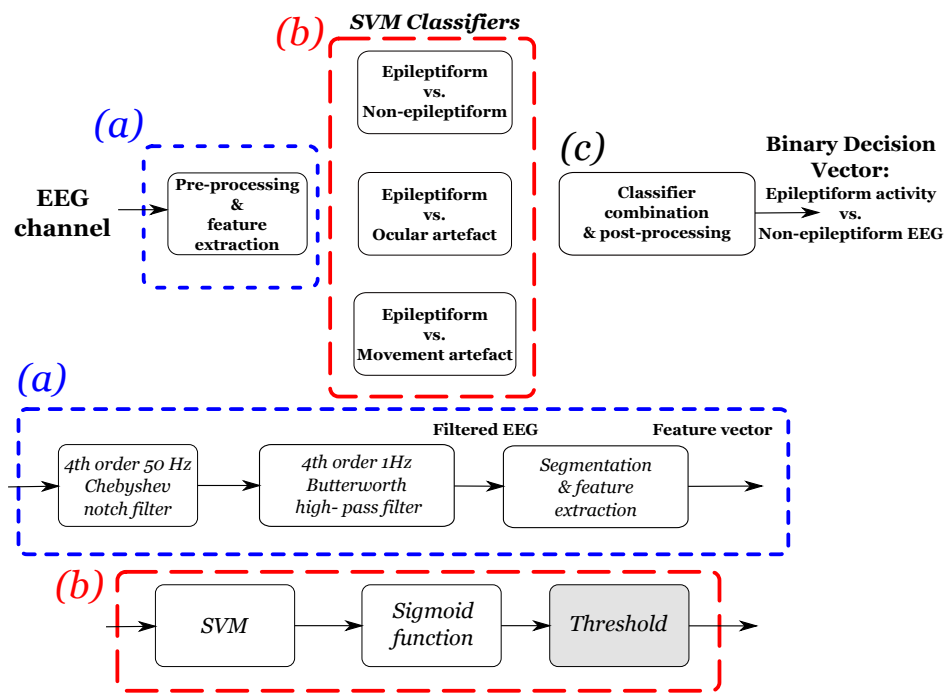 SVM Classifiers
(b)
Epileptiform
vs.
Non-epileptiform
(a)
EEG
channel
Pre-processing
&
feature
extraction
Epileptiform
vs.
Ocular artefact
Epileptiform
vs.
Movement artefact
(c)
Classifier
combination
& post-processing
Binary Decision
Vector:
Epileptiform activity
vs.
Non-epileptiform EEG
(a)
4th order 50 Hz
Chebyshev
notch filter
4th order 1Hz
Butterworth
high- pass filter
Filtered EEG
Segmentation
& feature
extraction
Feature vector
(b)
SVM
Sigmoid
function
Threshold